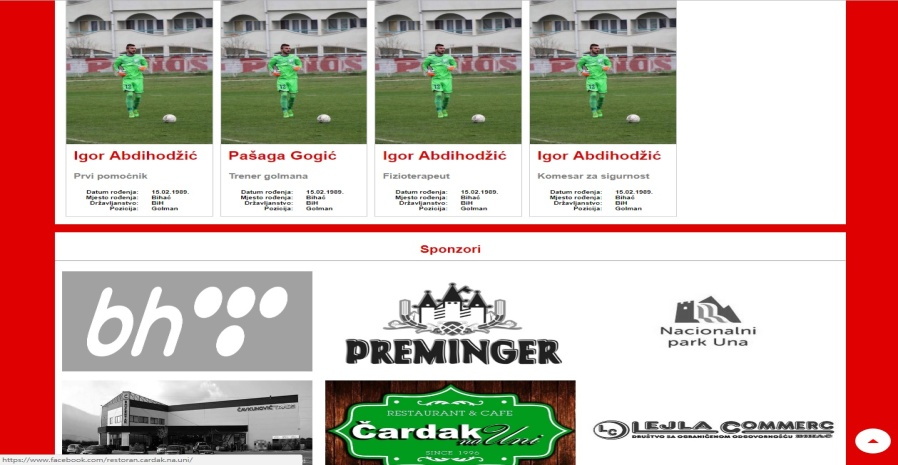 Igor Abdihodžić
Prvi pomoćnik
Datum rođenja: 15.02.1989.
Mjesto rođenja: Bihać
Državljanstvo: BiH
Pozicija: Golman
Pašaga Gogić
Trener golmana
Datum rođenja: 15.02.1989.
Mjesto rođenja: Bihać
Državljanstvo: BiH
Pozicija: Golman
Igor Abdihodžić
Fizioterapeut
Datum rođenja: 15.02.1989.
Mjesto rođenja: Bihać
Državljanstvo: BiH
Pozicija: Golman
Igor Abdihodžić
Komesar za sigurnost
Datum rođenja: 15.02.1989.
Mjesto rođenja: Bihać
Državljanstvo: BiH
Pozicija: Golman
Sponzori
bh
PREMINGER
Nacionalni
park Una
ČAVKUNOVIĆ TRADE
RESTAURANT & CAFE
Čardak
na Uni
SINCE 1996
LC LEJLA COMMERC
DRUŠTVO SA OGRANIČENOM ODGOVORNOŠĆU BIHAĆ
https://www.facebook.com/restoran.cardak.na.uni/